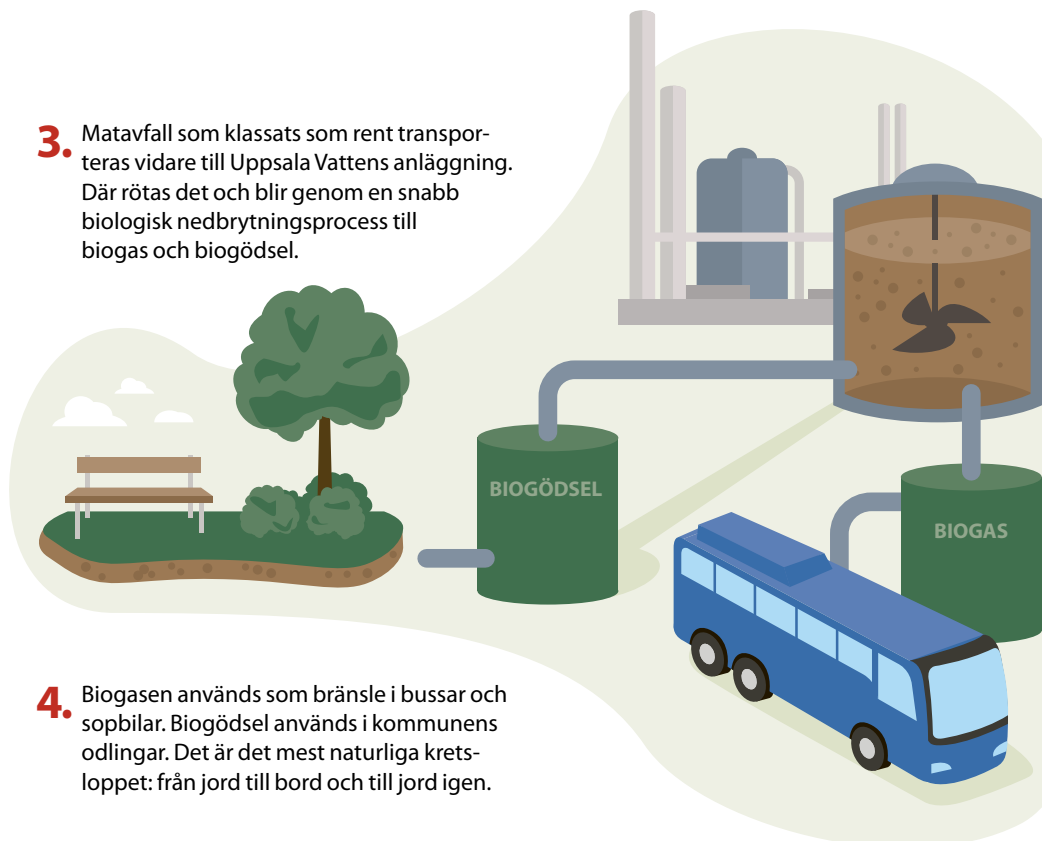 3. Matavfall som klassats som rent transpor-
teras vidare till Uppsala Vattens anläggning.
Där rötas det och blir genom en snabb
biologisk nedbrytningsprocess till
biogas och biogödsel.
BIOGÖDSEL
BIOGAS
4. Biogasen används som bränsle i bussar och
sopbilar. Biogödsel används i kommunens
odlingar. Det är det mest naturliga krets-
loppet: från jord till bord och till jord igen.